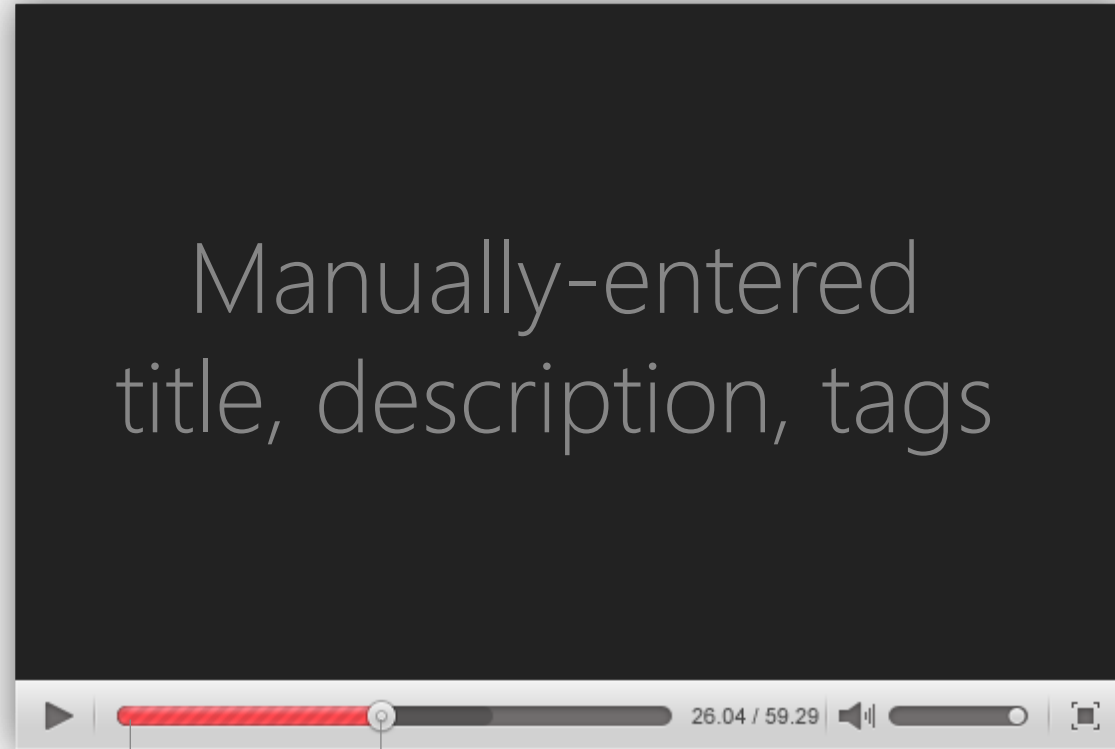 Manually-entered
title, description, tags
26.04 / 59.29